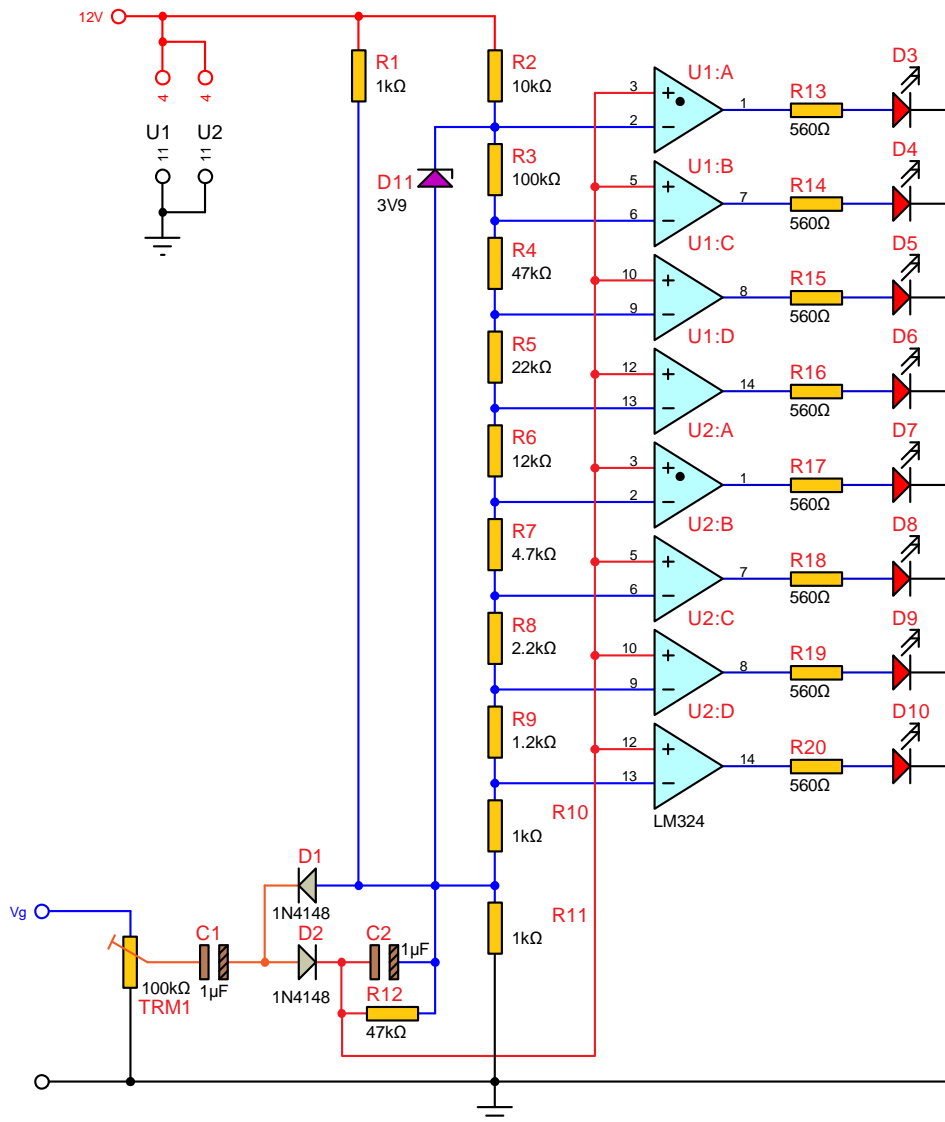 12V
4
4
U1
U2
11
11
R1
1kΩ
R2
10kΩ
D11
3V9
R3
100kΩ
R4
47kΩ
R5
22kΩ
R6
12kΩ
R7
4.7kΩ
R8
2.2kΩ
R9
1.2kΩ
R10
1kΩ
R11
1kΩ
U1:A
3
2
1
R13
560Ω
D3
U1:B
5
6
7
R14
560Ω
D4
U1:C
10
9
8
R15
560Ω
D5
U1:D
12
13
14
R16
560Ω
D6
U2:A
3
2
1
R17
560Ω
D7
U2:B
5
6
7
R18
560Ω
D8
U2:C
10
9
8
R19
560Ω
D9
U2:D
12
13
14
R20
560Ω
D10
LM324
D1
1N4148
D2
1N4148
C1
1µF
C2
1µF
R12
47kΩ
Vg
100kΩ
TRM1